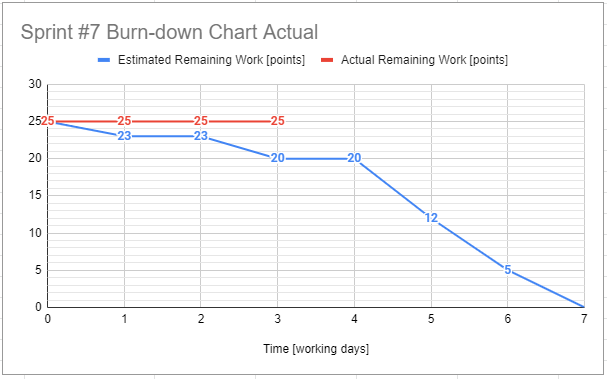 Sprint #7 Burn-down Chart Actual
Estimated Remaining Work [points] Actual Remaining Work [points]
30
25 25 25 25 25
23 23
20 20 20
15
12
10
5 5
0
0 1 2 3 4 5 6 7
Time [working days]